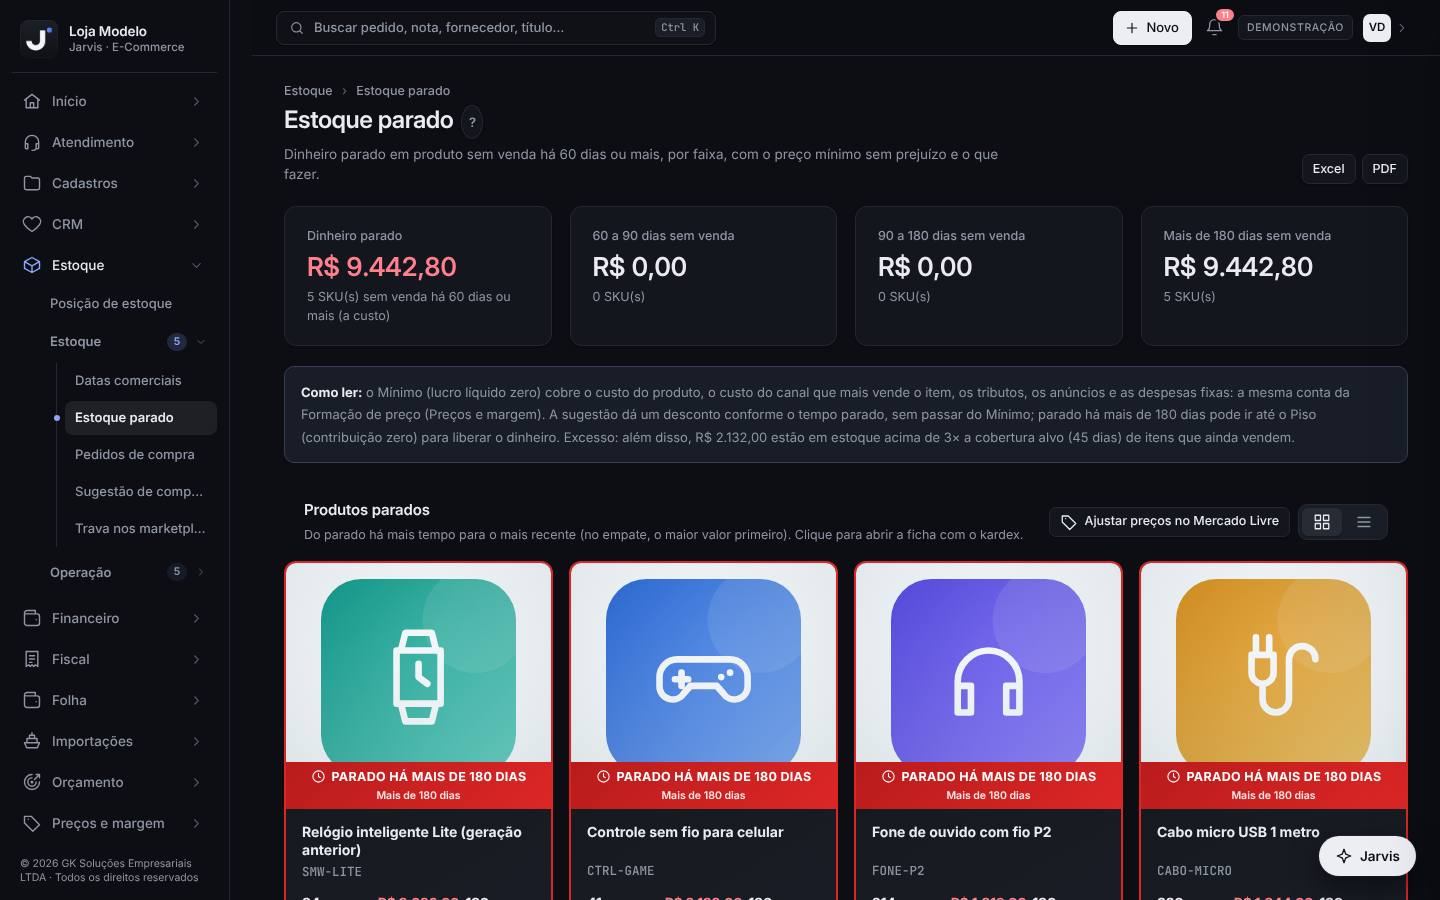 Loja Modelo
Jarvis · E-Commerce
Início
Atendimento
Cadastros
CRM
Estoque
Posição de estoque
Estoque 5
Datas comerciais
Estoque parado
Pedidos de compra
Sugestão de comp...
Trava nos marketpl...
Operação 5
Financeiro
Fiscal
Folha
Importações
Orçamento
Preços e margem
© 2026 GK Soluções Empresariais
LTDA · Todos os direitos reservados
Buscar pedido, nota, fornecedor, título... Ctrl K
Novo
11
DEMONSTRAÇÃO
VD
Estoque › Estoque parado
Estoque parado ?
Dinheiro parado em produto sem venda há 60 dias ou mais, por faixa, com o preço mínimo sem prejuízo e o que
fazer.
Excel PDF
Dinheiro parado
R$ 9.442,80
5 SKU(s) sem venda há 60 dias ou
mais (a custo)
60 a 90 dias sem venda
R$ 0,00
0 SKU(s)
90 a 180 dias sem venda
R$ 0,00
0 SKU(s)
Mais de 180 dias sem venda
R$ 9.442,80
5 SKU(s)
Como ler: o Mínimo (lucro líquido zero) cobre o custo do produto, o custo do canal que mais vende o item, os tributos, os anúncios e as despesas fixas: a mesma conta da
Formação de preço (Preços e margem). A sugestão dá um desconto conforme o tempo parado, sem passar do Mínimo; parado há mais de 180 dias pode ir até o Piso
(contribuição zero) para liberar o dinheiro. Excesso: além disso, R$ 2.132,00 estão em estoque acima de 3× a cobertura alvo (45 dias) de itens que ainda vendem.
Produtos parados
Do parado há mais tempo para o mais recente (no empate, o maior valor primeiro). Clique para abrir a ficha com o kardex.
Ajustar preços no Mercado Livre
PARADO HÁ MAIS DE 180 DIAS
Mais de 180 dias
Relógio inteligente Lite (geração
anterior)
SMW-LITE
PARADO HÁ MAIS DE 180 DIAS
Mais de 180 dias
Controle sem fio para celular
CTRL-GAME
PARADO HÁ MAIS DE 180 DIAS
Mais de 180 dias
Fone de ouvido com fio P2
FONE-P2
PARADO HÁ MAIS DE 180 DIAS
Mais de 180 dias
Cabo micro USB 1 metro
CABO-MICRO
Jarvis